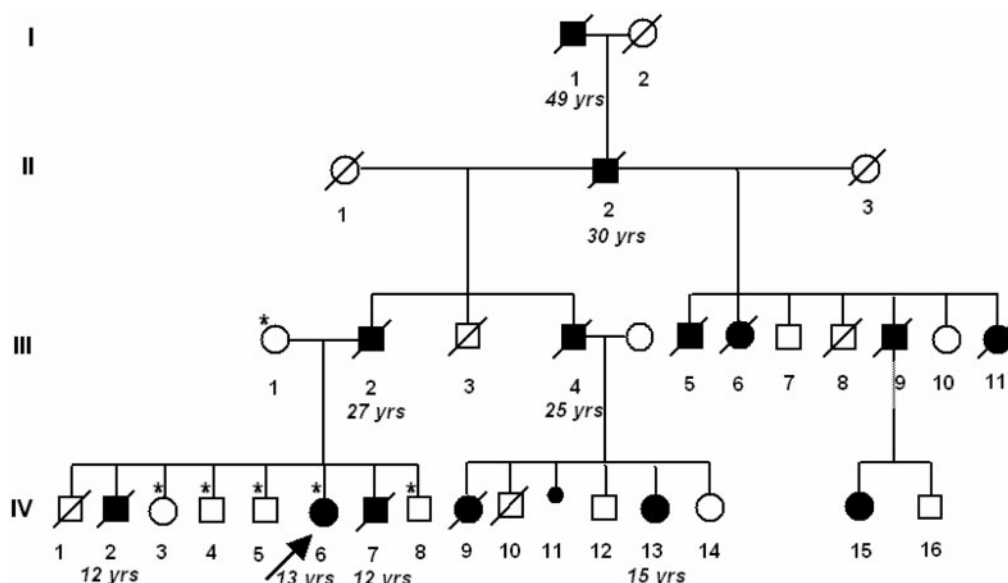 I
1 2
49 yrs
II
1 2 3
30 yrs
* III
1 2 3 4 5 6 7 8 9 10 11
27 yrs 25 yrs
* * * * *
IV
1 2 3 4 5 6 7 8 9 10 11 12 13 14 15 16
12 yrs 13 yrs 12 yrs 15 yrs